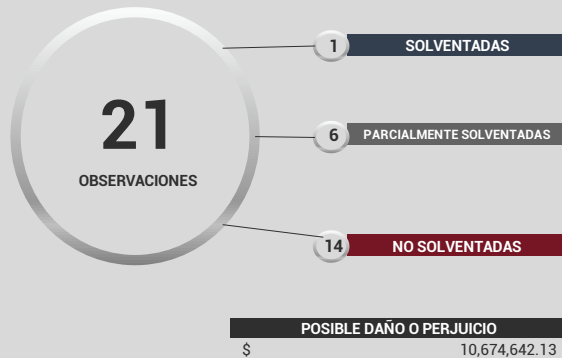 21
OBSERVACIONES
1 SOLVENTADAS
6 PARCIALMENTE SOLVENTADAS
14 NO SOLVENTADAS
POSIBLE DAÑO O PERJUICIO
$ 10,674,642.13